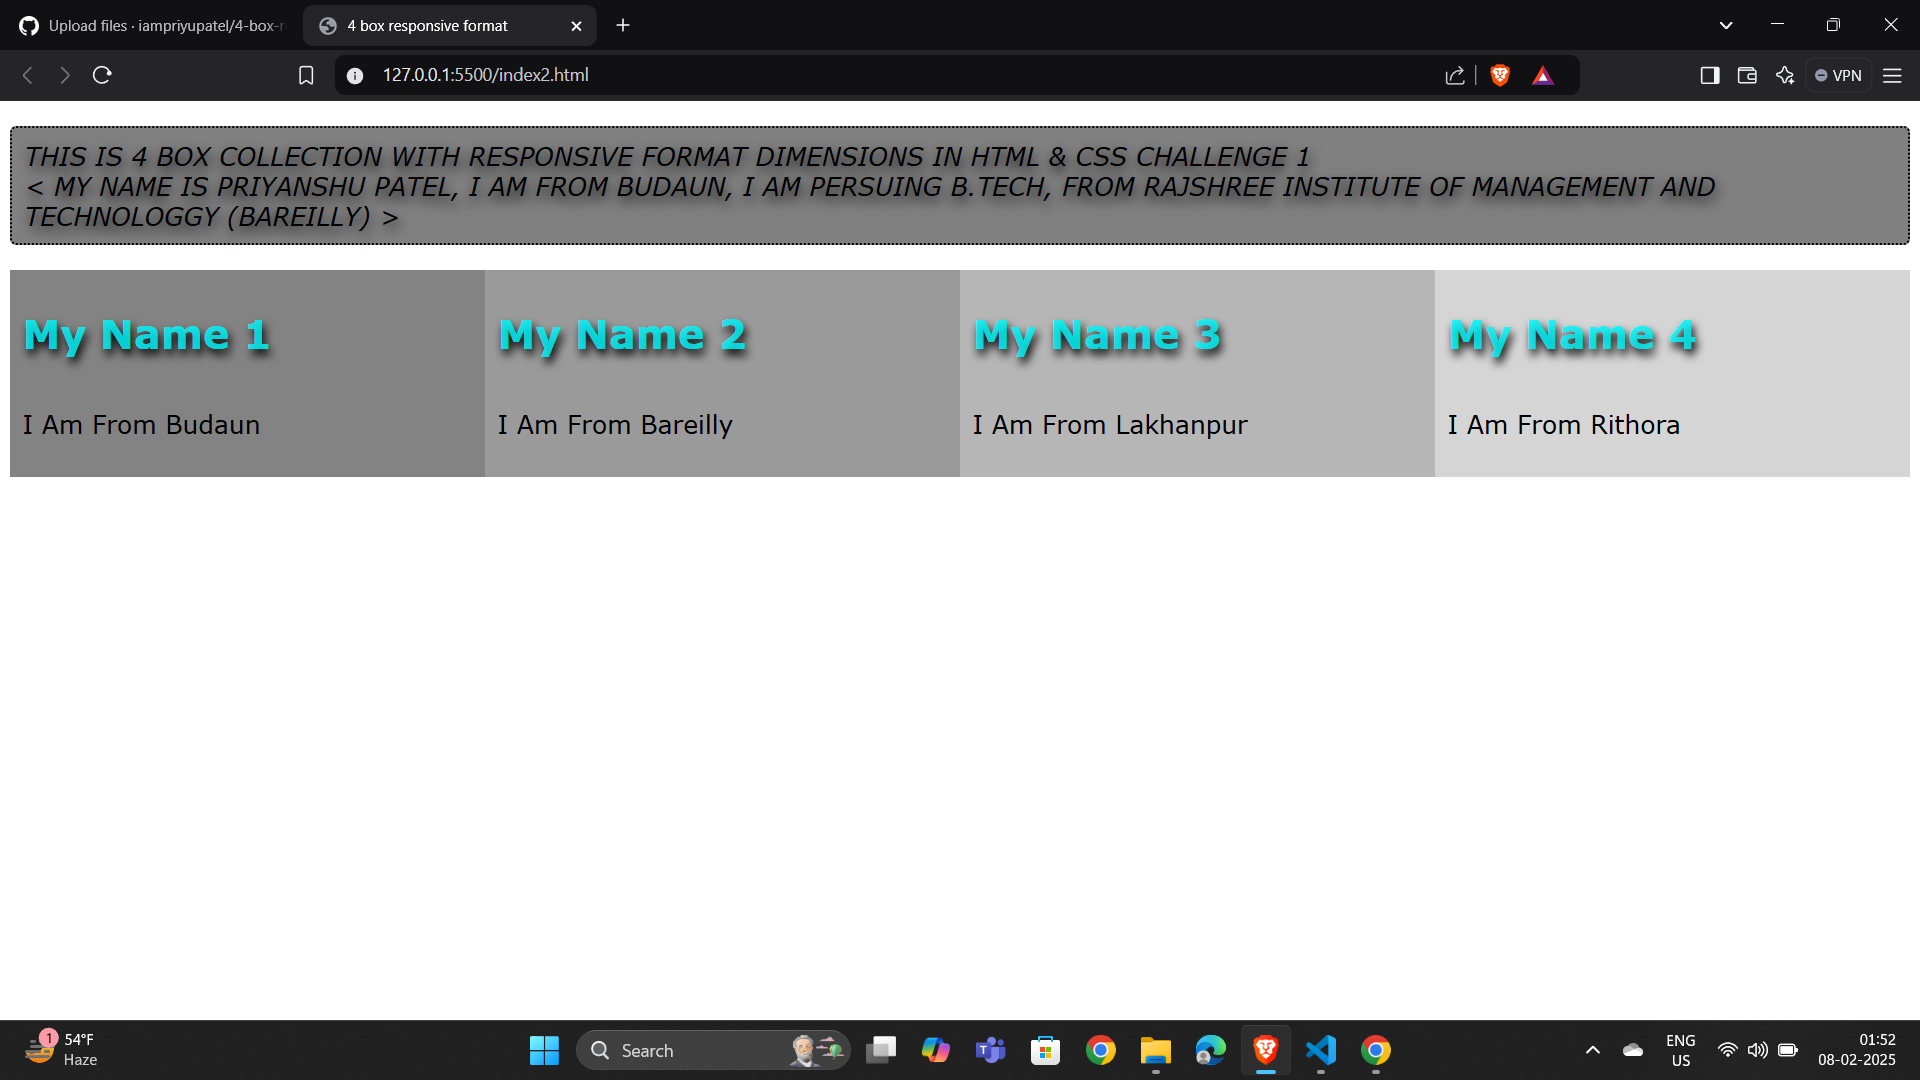 Upload files · iampriyupatel/4-box-r
4 box responsive format
127.0.0.1:5500/index2.html
VPN
THIS IS 4 BOX COLLECTION WITH RESPONSIVE FORMAT DIMENSIONS IN HTML & CSS CHALLENGE 1
< MY NAME IS PRIYANSHU PATEL, I AM FROM BUDAUN, I AM PERSUING B.TECH, FROM RAJSHREE INSTITUTE OF MANAGEMENT AND
TECHNOLOGGY (BAREILLY) >
My Name 1
I Am From Budaun
My Name 2
I Am From Bareilly
My Name 3
I Am From Lakhanpur
My Name 4
I Am From Rithora
1
54°F
Haze
Search
ENG
US
01:52
08-02-2025